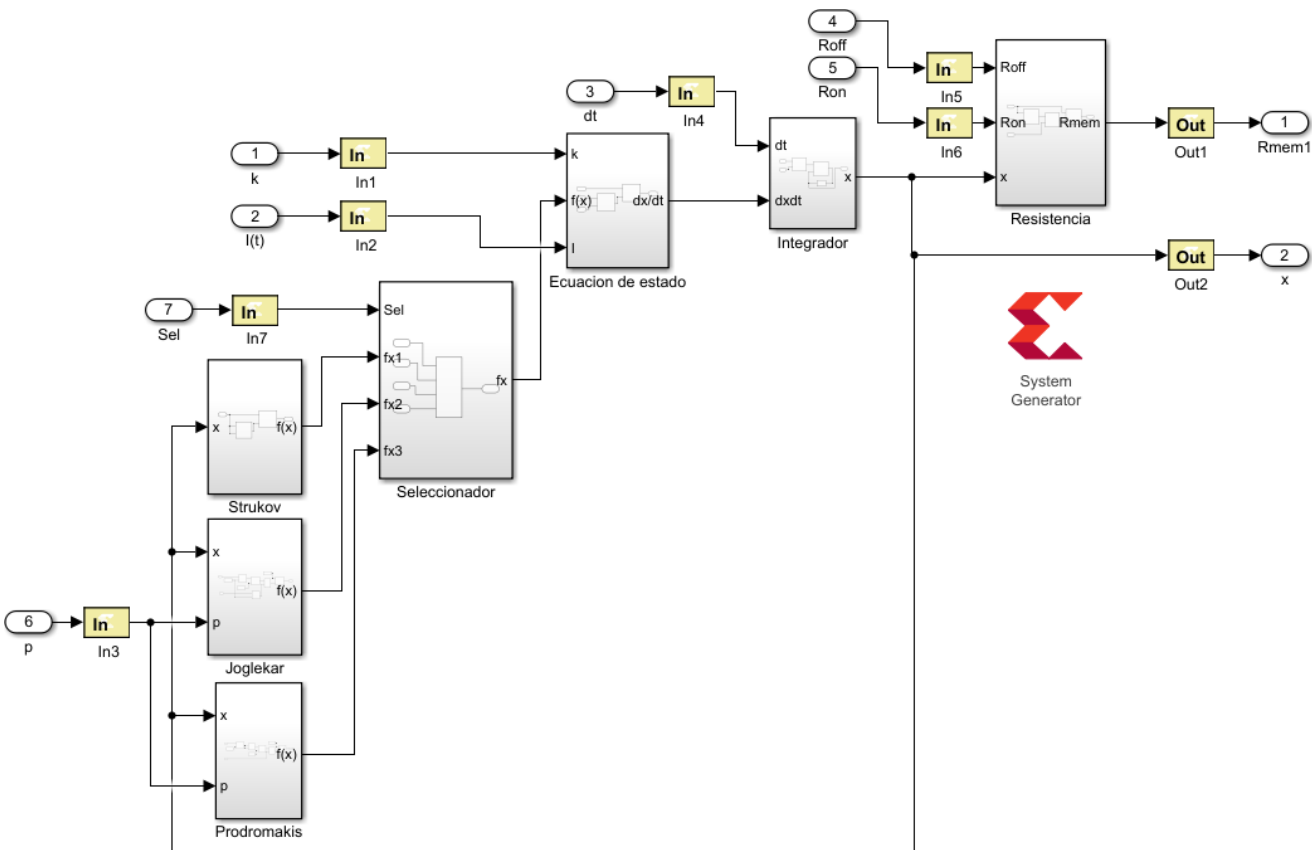 4
Roff
5
Ron
In
In5
In
In6
Roff
Ron
Rmem
x
Resistencia
Out
Out1
1
Rmem1
3
dt
In
In4
dt
x
dxdt
Integrador
1
k
In
In1
2
I(t)
In
In2
k
f(x)
dx/dt
I
Ecuacion de estado
Out
Out2
2
x
7
Sel
In
In7
Sel
fx1
fx2
fx3
fx
Seleccionador
System
Generator
x
f(x)
Strukov
x
f(x)
p
Joglekar
6
p
In
In3
x
f(x)
p
Prodromakis